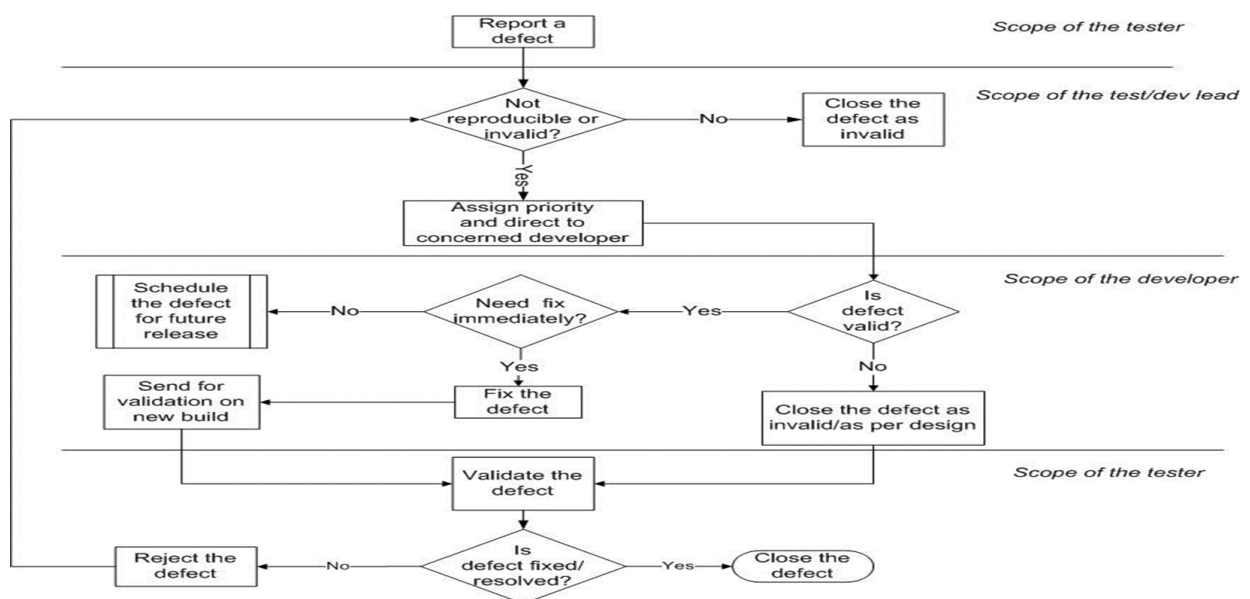 Report a
defect
Scope of the tester
Scope of the test/dev lead
Not
reproducible or
invalid?
No
Close the
defect as
invalid
Yes
Assign priority
and direct to
concerned developer
Scope of the developer
Schedule
the defect
for future
release
No
Need fix
immediately?
Yes
Is
defect
valid?
Yes
No
Send for
validation on
new build
Fix the
defect
Close the defect as
invalid/as per design
Scope of the tester
Validate the
defect
Reject the
defect
No
Is
defect fixed/
resolved?
Yes
Close the
defect